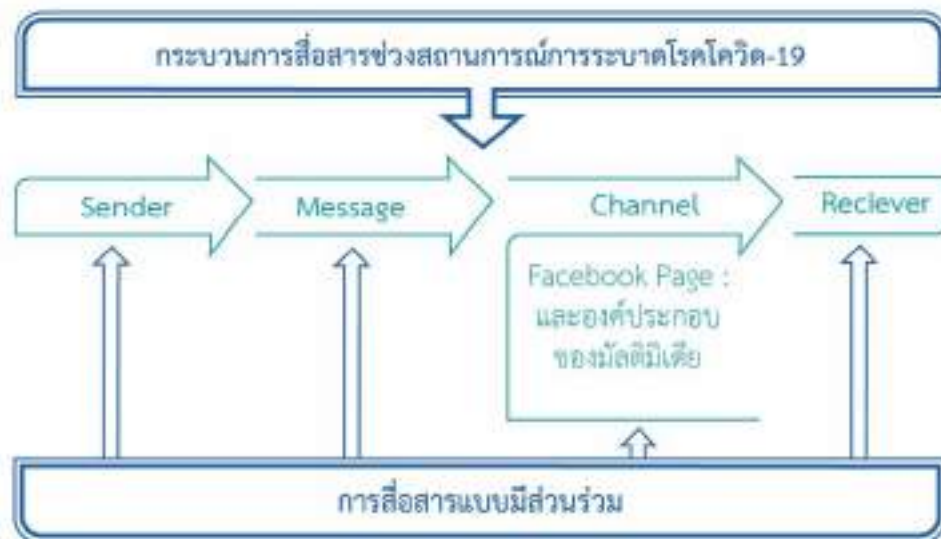 กระบวนการสื่อสารช่วงสถานการณ์การระบาดโรคโควิด-19
Sender
Message
Channel
Reciever
Facebook Page :
และองค์ประกอบ
ของมัลติมิเดีย
การสื่อสารแบบมีส่วนร่วม